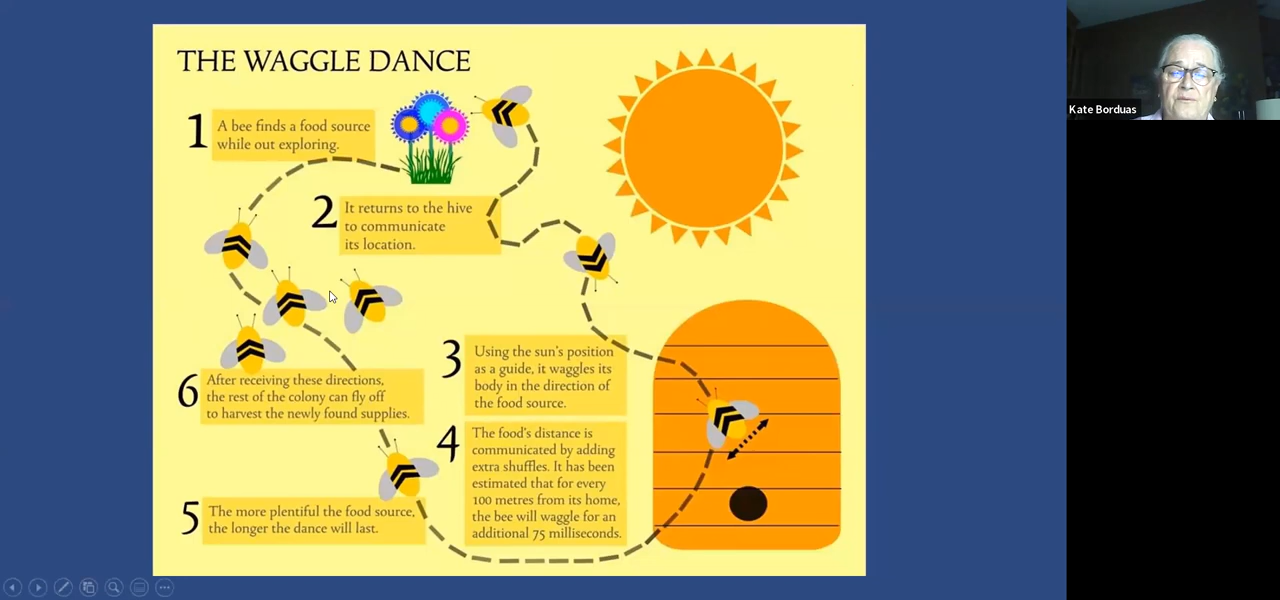 THE WAGGLE DANCE
1
A bee finds a food source
while out exploring.
2
It returns to the hive
to communicate
its location.
3
Using the sun's position
as a guide, it waggles its
body in the direction of
the food source.
4
The food's distance is
communicated by adding
extra shuffles. It has been
estimated that for every
100 metres from its home,
the bee will waggle for an
additional 75 milliseconds.
5
The more plentiful the food source,
the longer the dance will last.
6
After receiving these directions,
the rest of the colony can fly off
to harvest the newly found supplies.
Kate Borduas